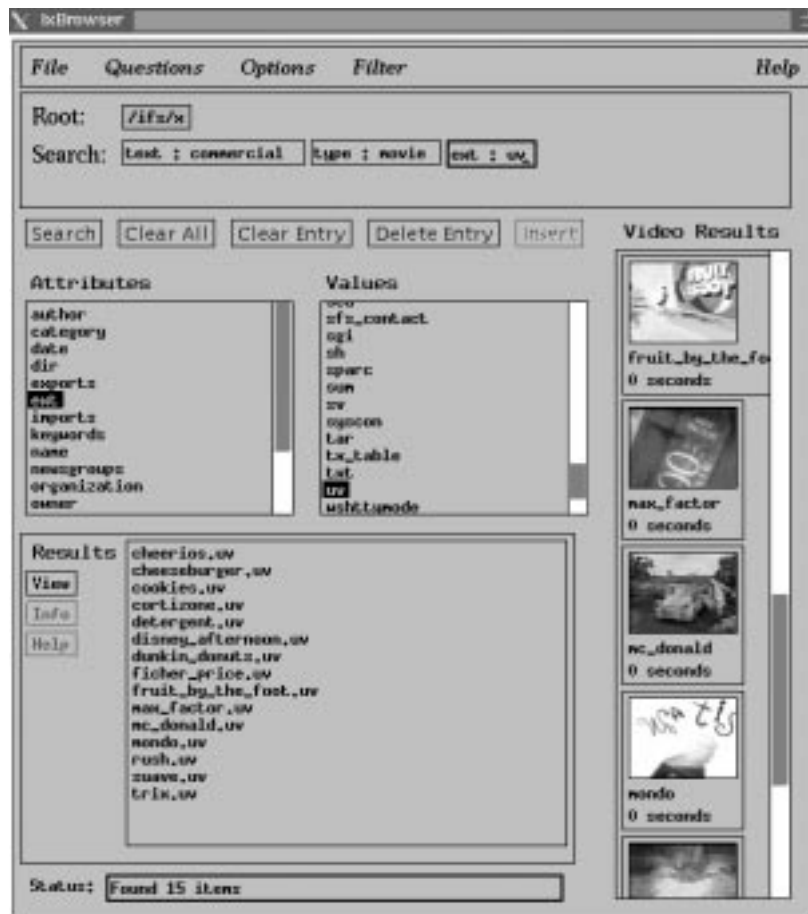 IxBrowser
File Questions Options Filter Help
Root: /ifs/x
Search: text : commercial type : movie ext : uv
Search Clear All Clear Entry Delete Entry Insert
Video Results
Attributes
author
category
date
dir
exports
ext
imports
keywords
name
newsgroups
organization
owner
Values
sfs_contact
sgi
sh
sparc
sum
sv
syscon
tar
tx_table
txt
uv
wshttymode
Results
View
Info
Help
cheerios.uv
cheeseburger.uv
cookies.uv
cortizone.uv
detergent.uv
disney_afternoon.uv
dunkin_donuts.uv
ficher_price.uv
fruit_by_the_foot.uv
max_factor.uv
mc_donald.uv
mondo.uv
rush.uv
suave.uv
trix.uv
fruit_by_the_fo
0 seconds
max_factor
0 seconds
mc_donald
0 seconds
mondo
0 seconds
Status: Found 15 items